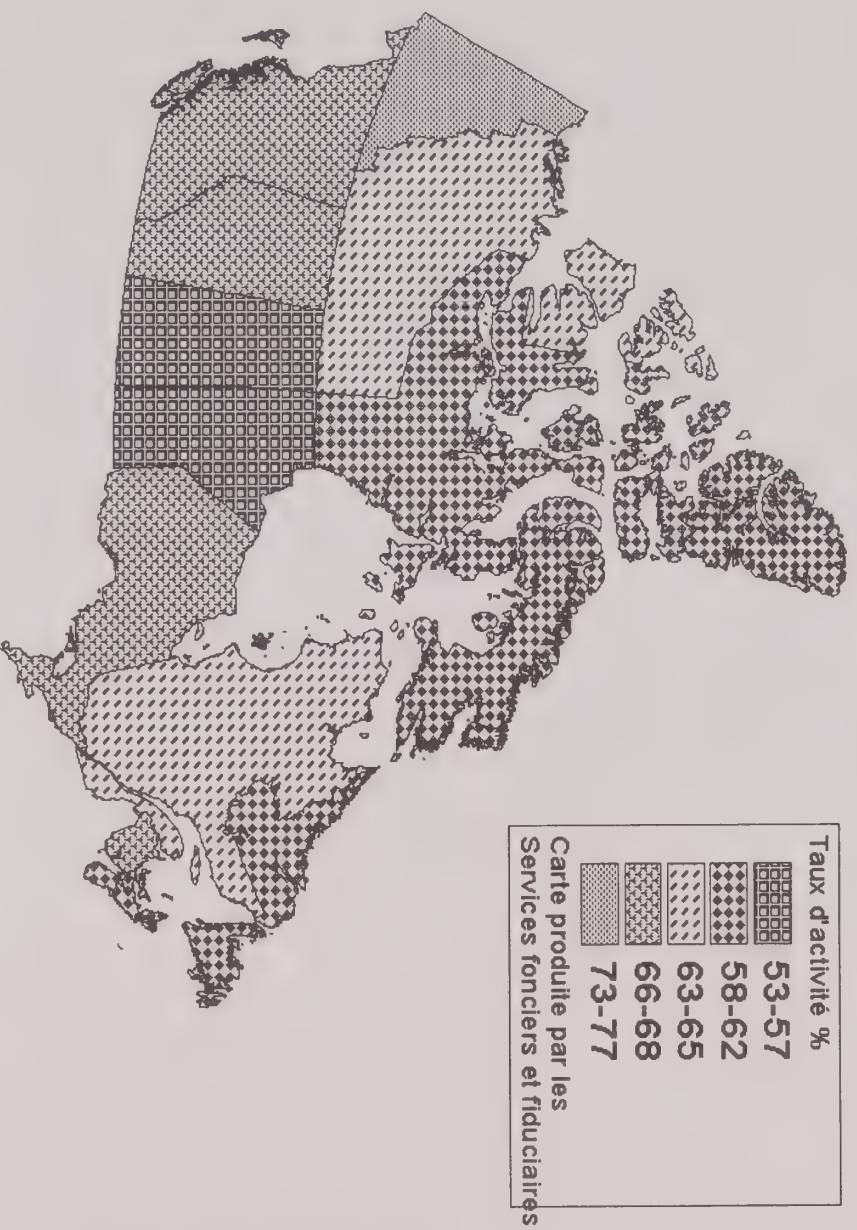 Taux d'activité %
53-57
58-62
63-65
66-68
73-77
Carte produite par les
Services fonciers et fiduciaires